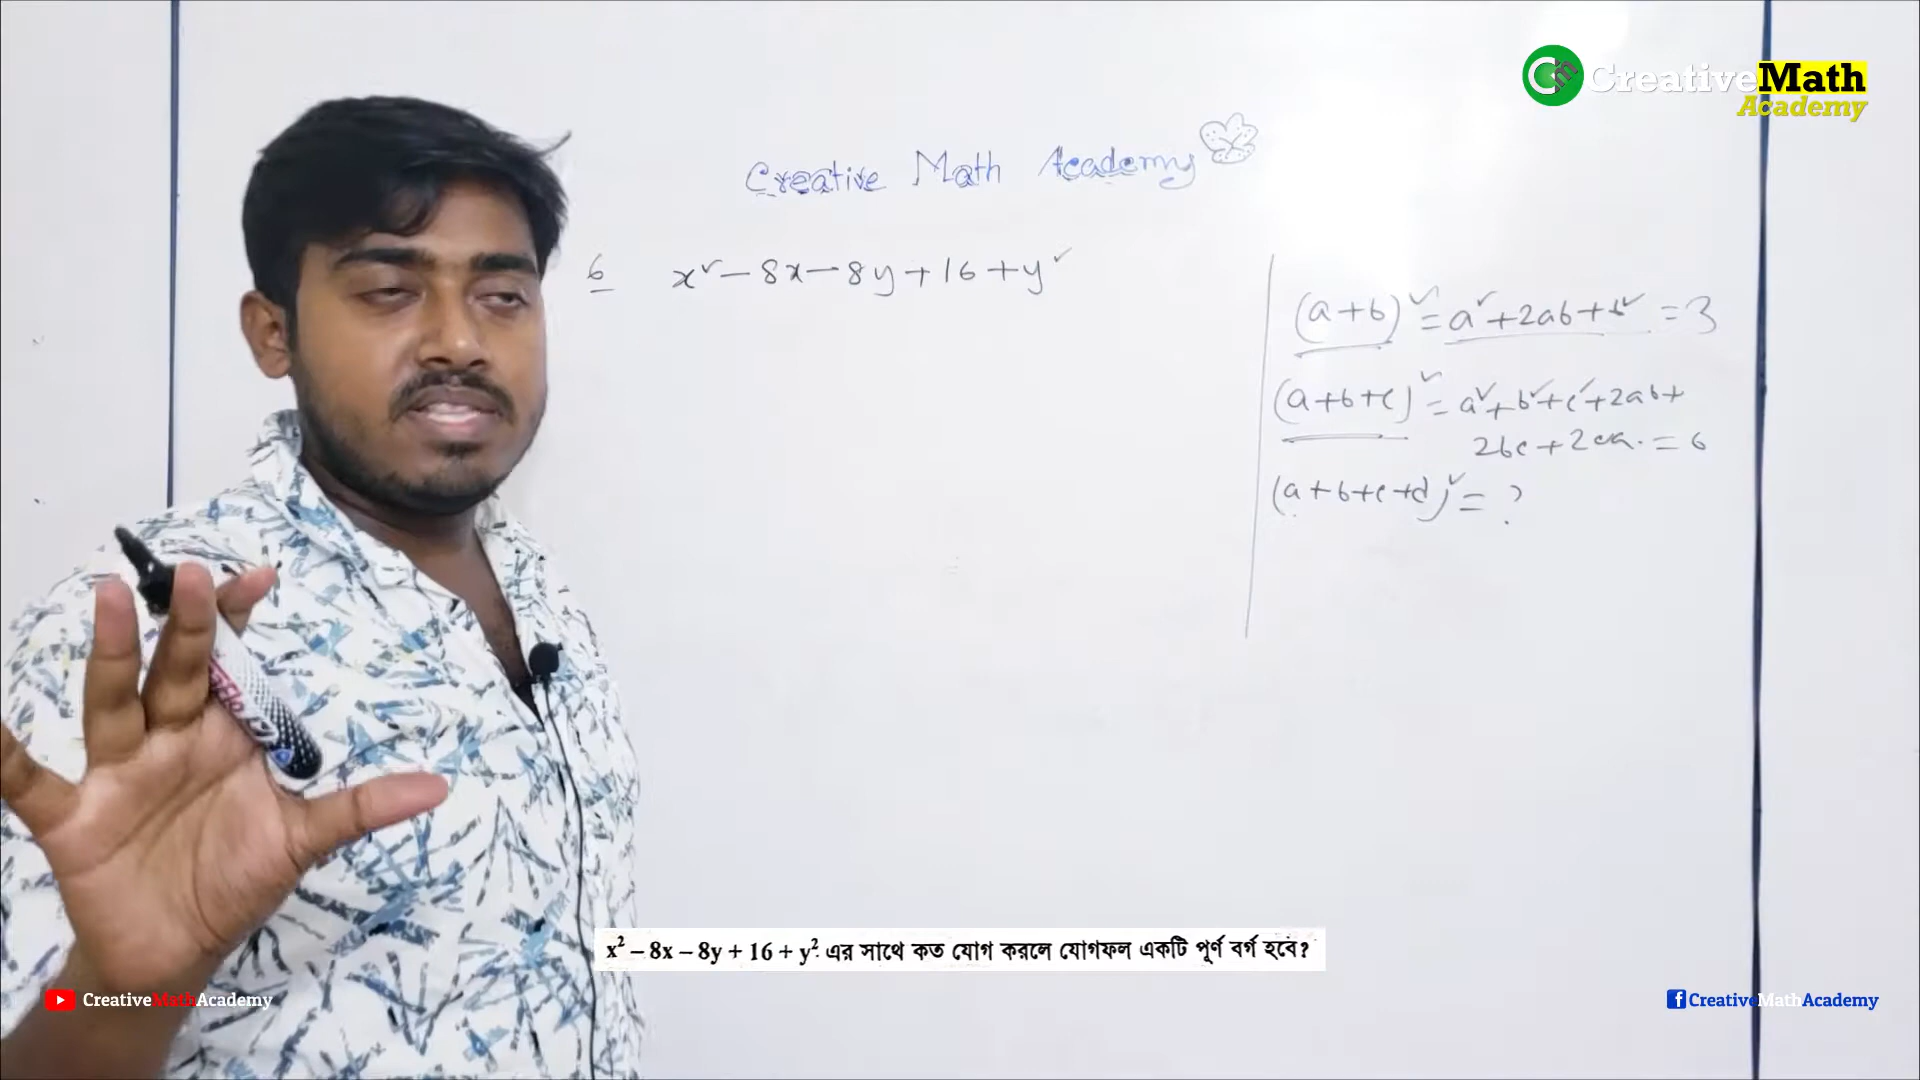 CreativeMath
Academy
Creative Math Academy
6 x² - 8x - 8y + 16 + y²
(a+b)² = a² + 2ab + b² = 3
(a+b+c)² = a² + b² + c² + 2ab +
2bc + 2ca. = 6
(a+b+c+d)² = ?
x² – 8x – 8y + 16 + y² এর সাথে কত যোগ করলে যোগফল একটি পূর্ণ বর্গ হবে?
CreativeMathAcademy
CreativeMathAcademy